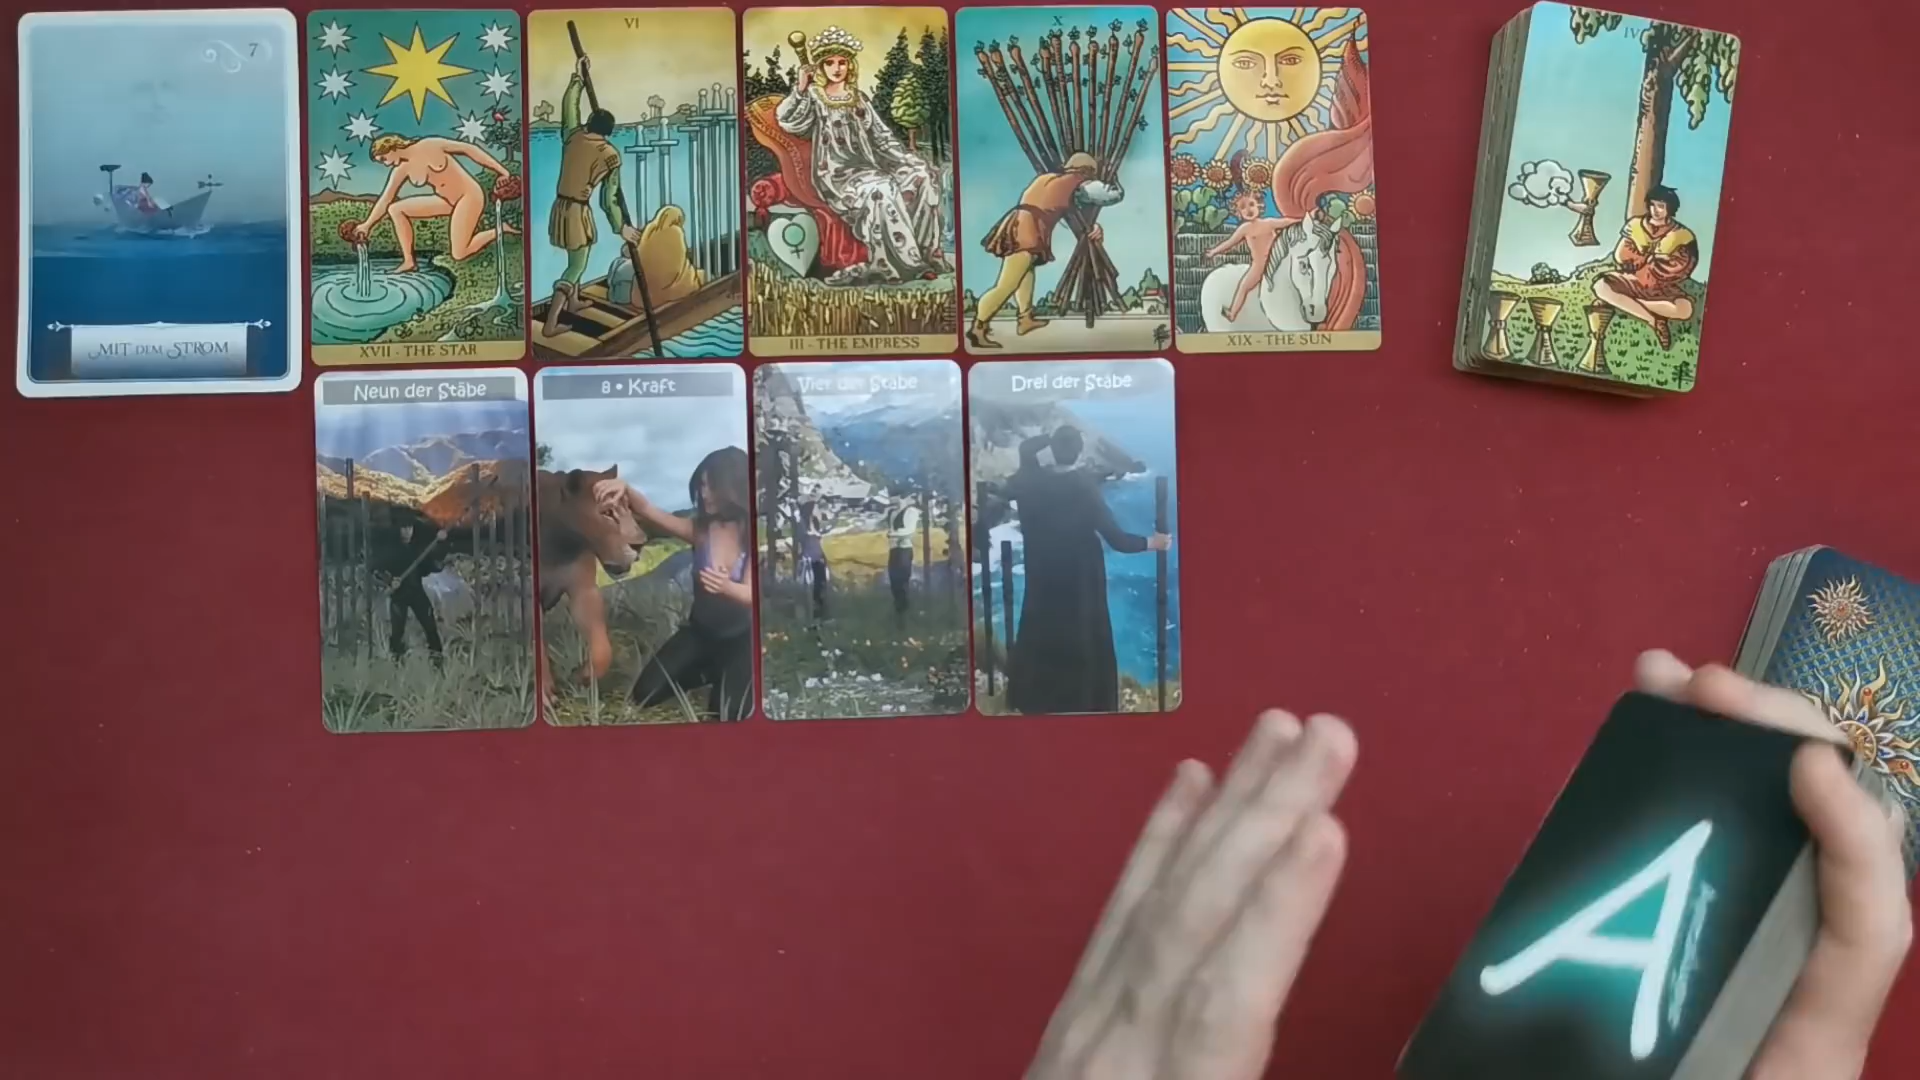 7
MIT DEM STROM
XVII - THE STAR
VI
III - THE EMPRESS
X
XIX - THE SUN
IV
Neun der Stäbe
8 • Kraft
Vier der Stäbe
Drei der Stäbe
A